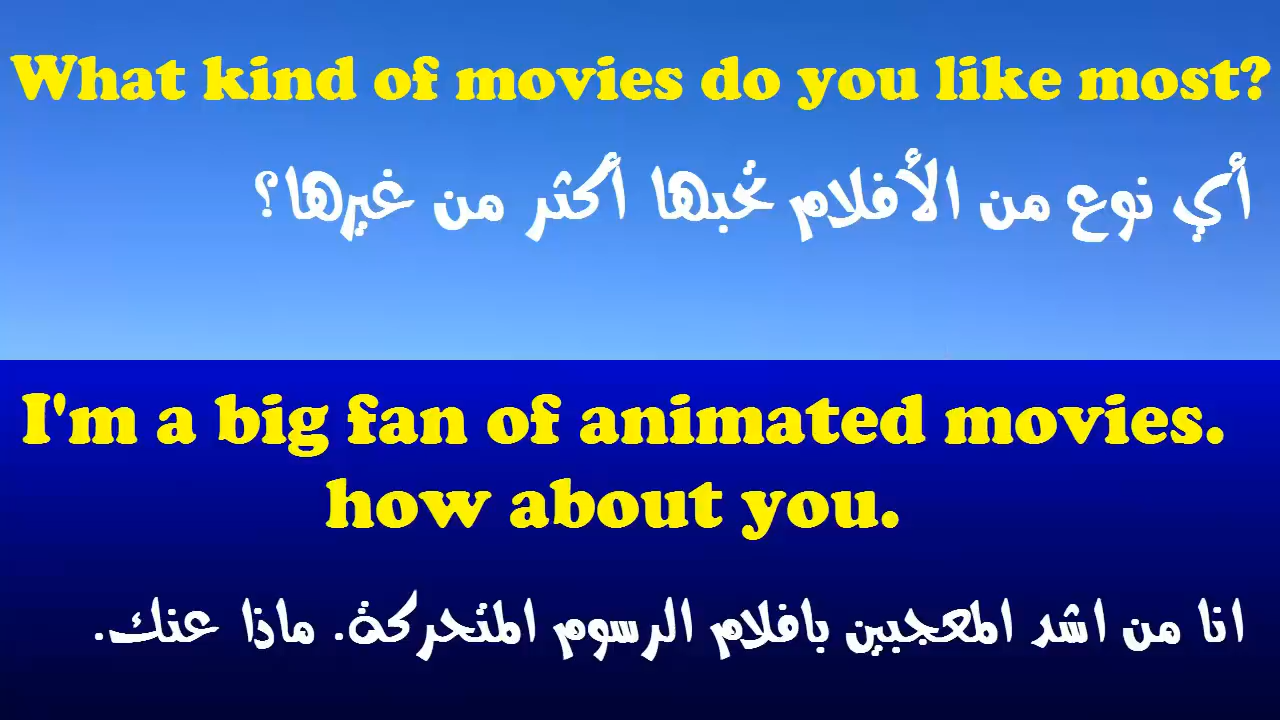 What kind of movies do you like most?
أي نوع من الأفلام تحبها أكثر من غيرها؟
I'm a big fan of animated movies.
how about you.
انا من اشد المعجبين بافلام الرسوم المتحركة. ماذا عنك.